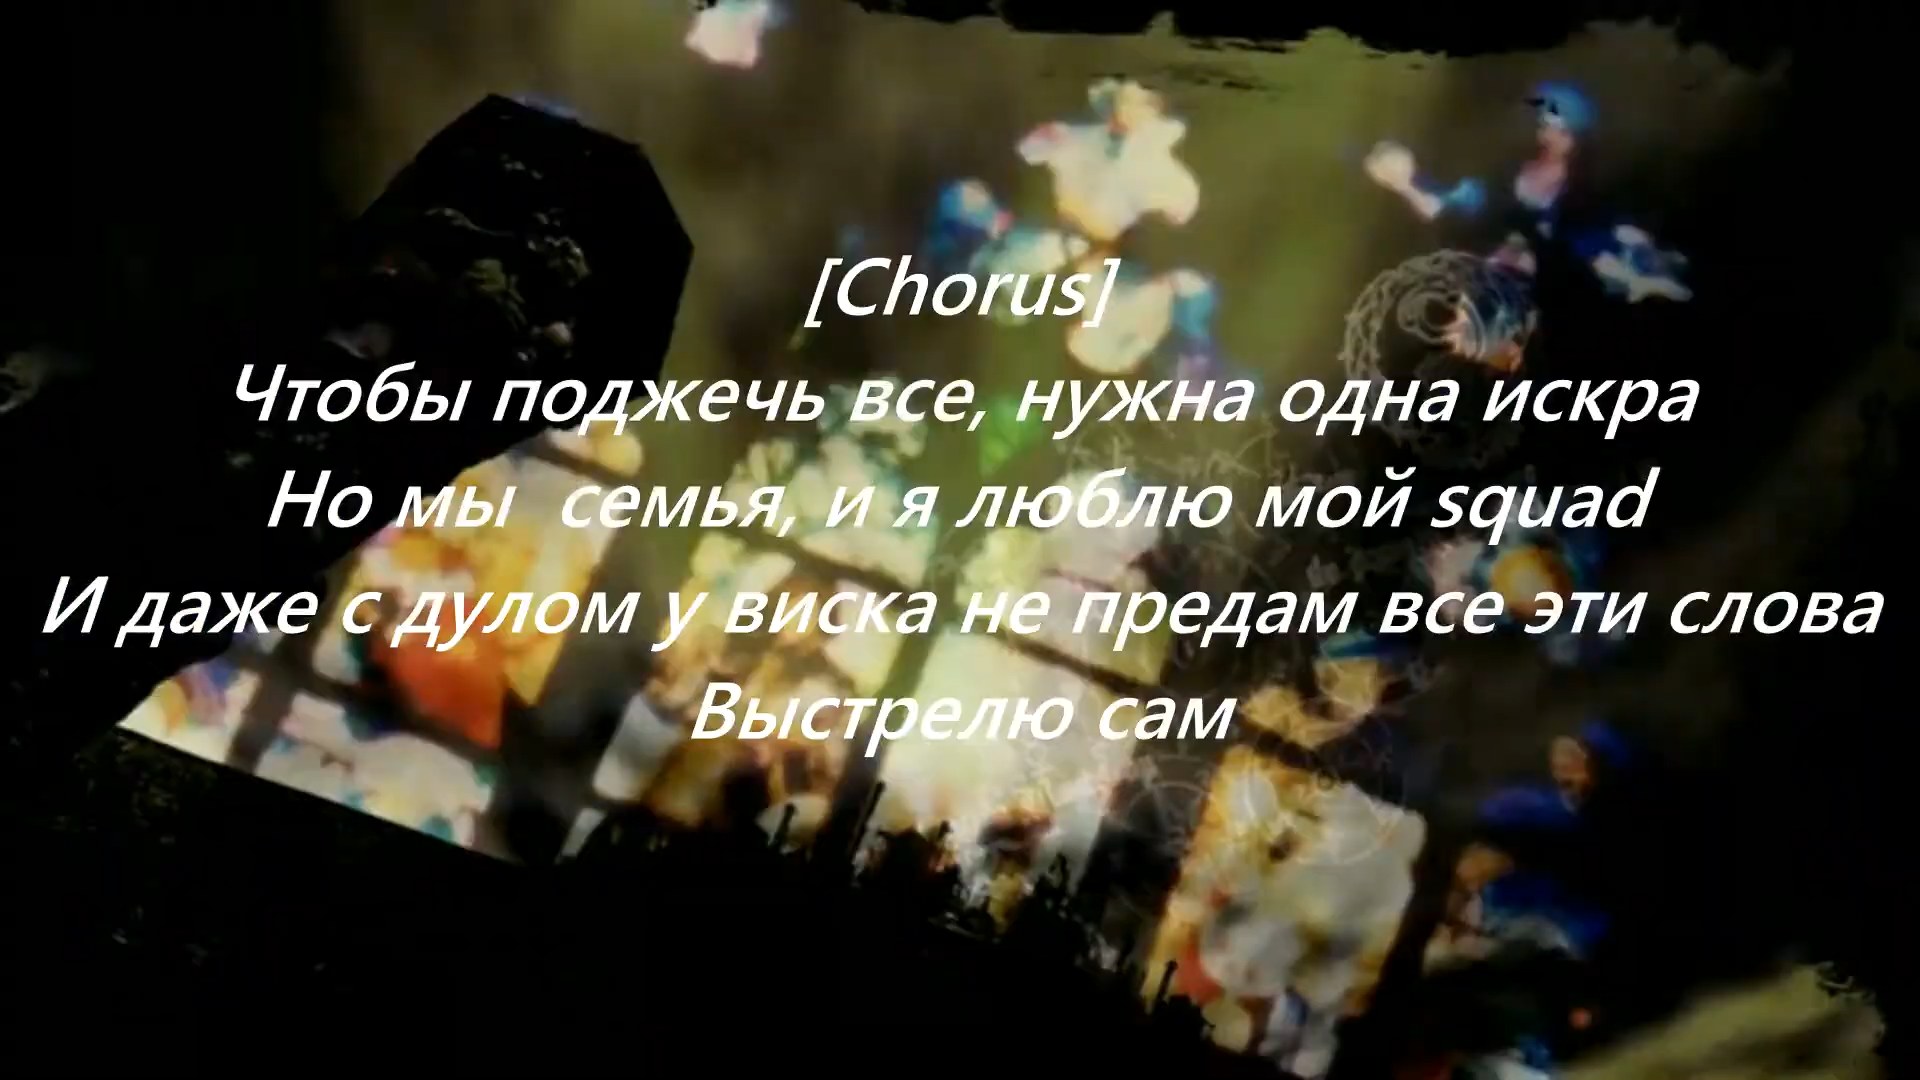 [Chorus]
Чтобы поджечь все, нужна одна искра
Но мы  семья, и я люблю мой squad
И даже с дулом у виска не предам все эти слова
Выстрелю сам